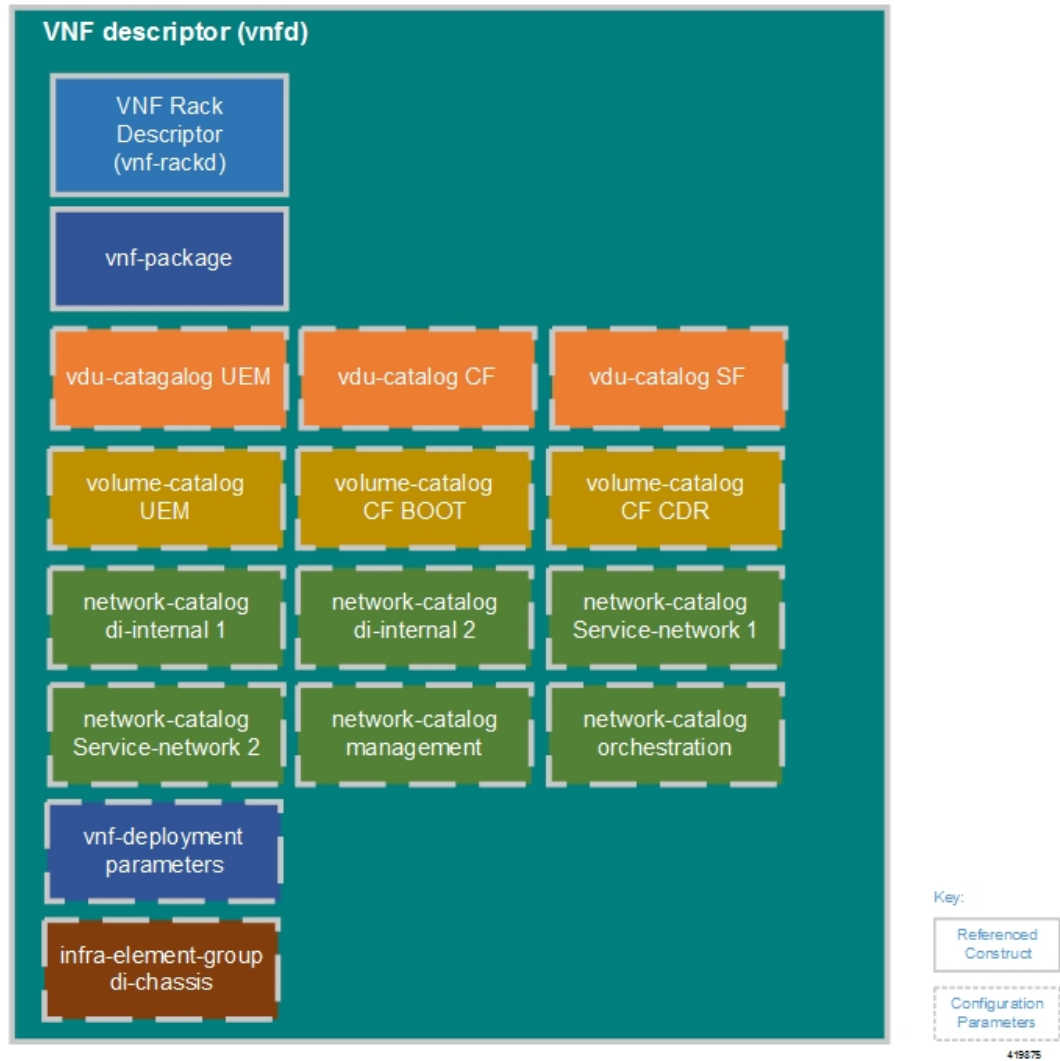 VNF descriptor (vnfd)
VNF Rack
Descriptor
(vnf-rackd)
vnf-package
vdu-catagalog UEM
vdu-catalog CF
vdu-catalog SF
volume-catalog
UEM
volume-catalog
CF BOOT
volume-catalog
CF CDR
network-catalog
di-internal 1
network-catalog
di-internal 2
network-catalog
Service-network 1
network-catalog
Service-network 2
network-catalog
management
network-catalog
orchestration
vnf-deployment
parameters
infra-element-group
di-chassis
Key:
Referenced
Construct
Configuration
Parameters
419875